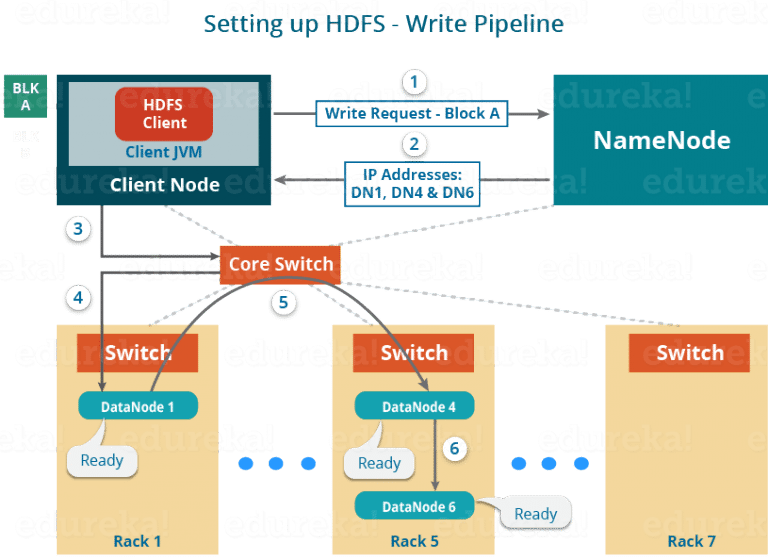 Setting up HDFS - Write Pipeline
BLK
A
HDFS
Client
Client JVM
Client Node
1
Write Request - Block A
2
IP Addresses:
DN1, DN4 & DN6
NameNode
3
Core Switch
4
5
Switch
Switch
Switch
DataNode 1
DataNode 4
Ready
Ready
6
DataNode 6
Ready
Rack 1
Rack 5
Rack 7
edureka!